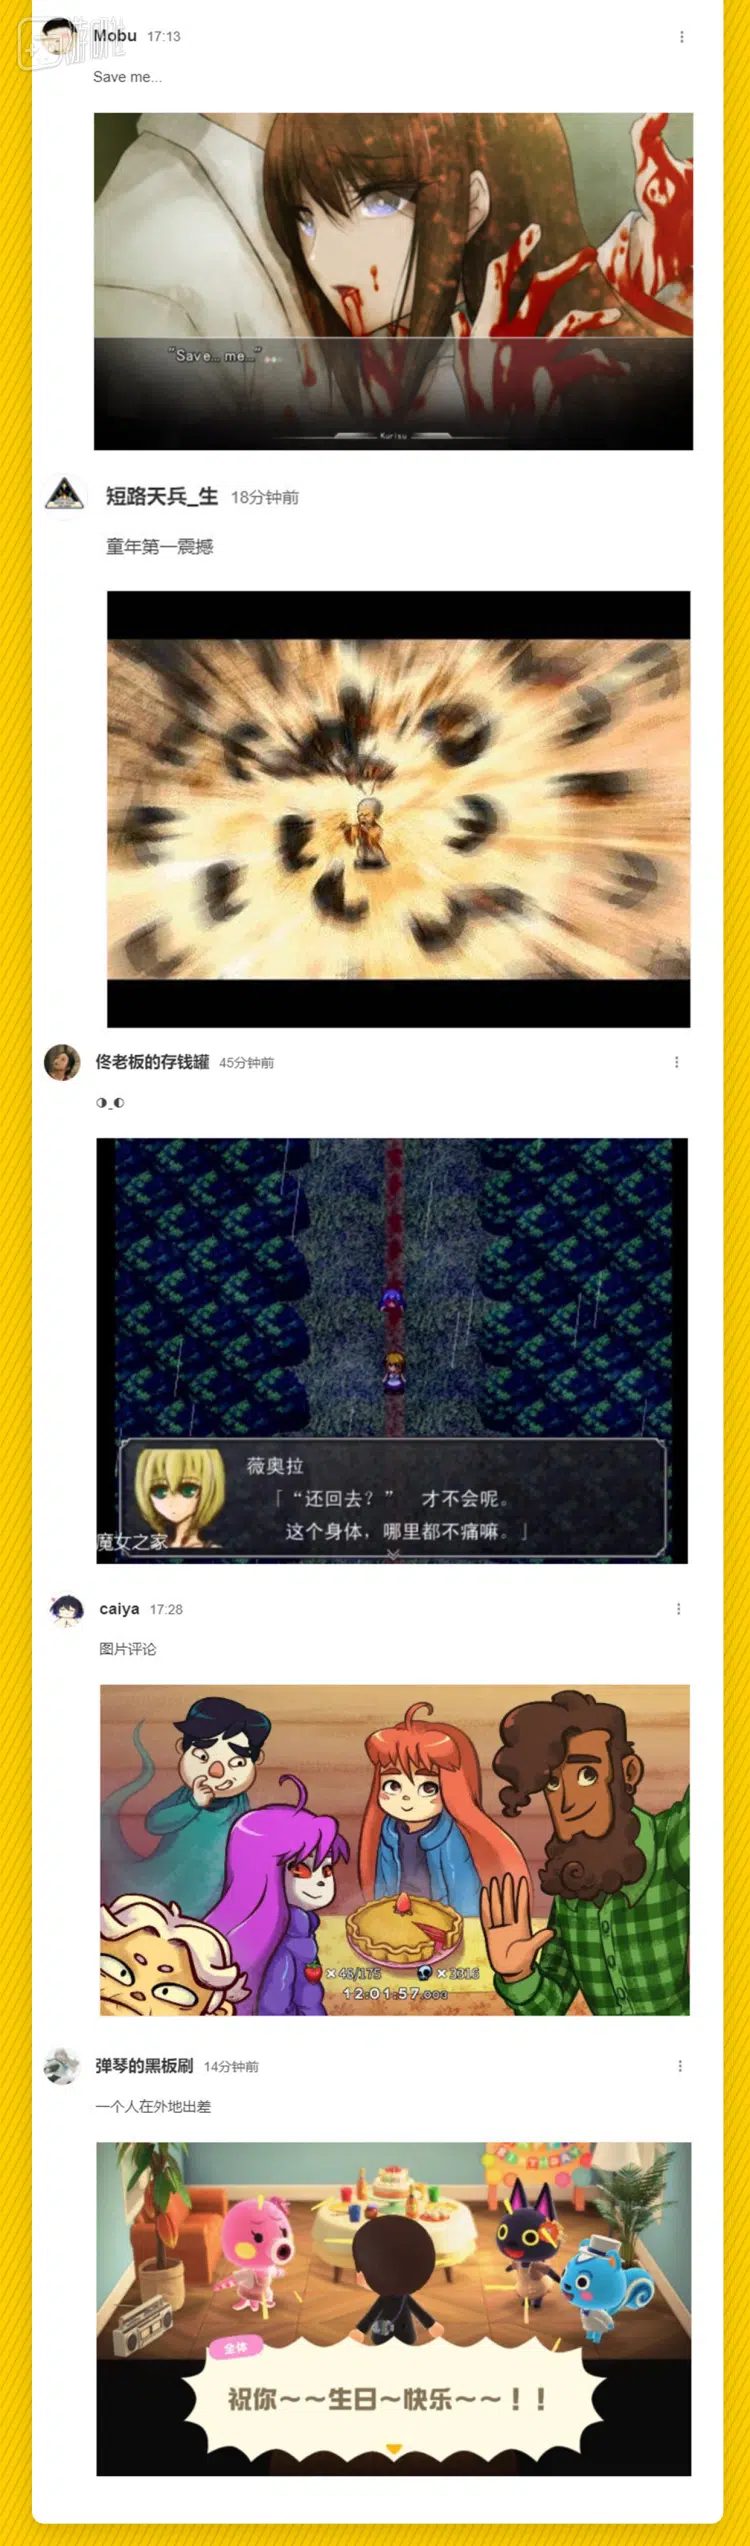 游研社
Mobu 17:13
Save me...
"Save... me..."
Kurisu
短路天兵_生 18分钟前
童年第一震撼
佟老板的存钱罐 45分钟前
◑_◐
薇奥拉
「“还回去？” 才不会呢。
这个身体，哪里都不痛嘛。」
魔女之家
caiya 17:28
图片评论
×46/175 ×3316
12:01:57.003
弹琴的黑板刷 14分钟前
一个人在外地出差
全体
祝你～～生日～快乐～～！！